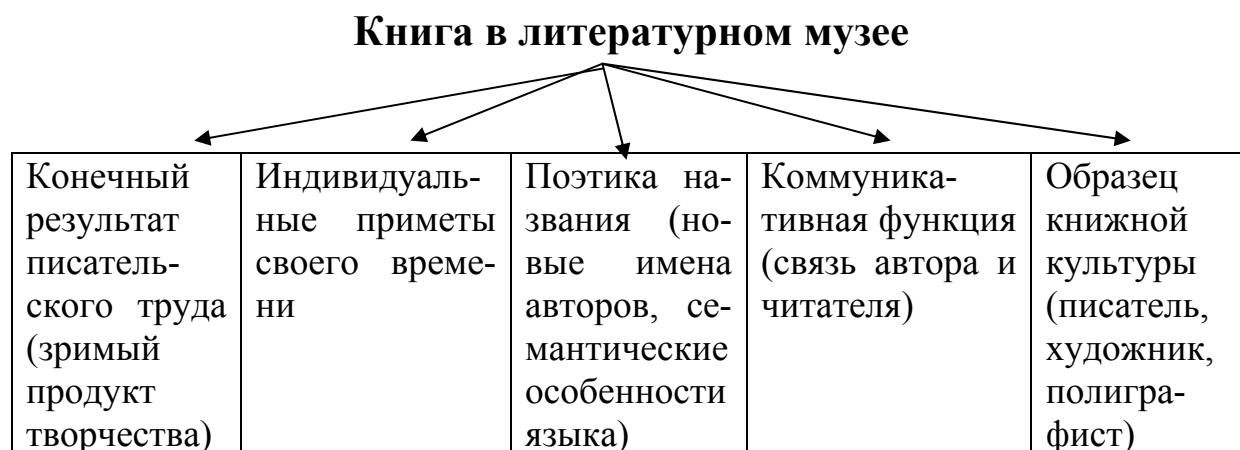 Книга в литературном музее
Конечный
результат
писатель-
ского труда
(зримый
продукт
творчества)
Индивидуаль-
ные приметы
своего време-
ни
Поэтика на-
звания (но-
вые имена
авторов, се-
мантические
особенности
языка)
Коммуника-
тивная функция
(связь автора и
читателя)
Образец
книжной
культуры
(писатель,
художник,
полигра-
фист)